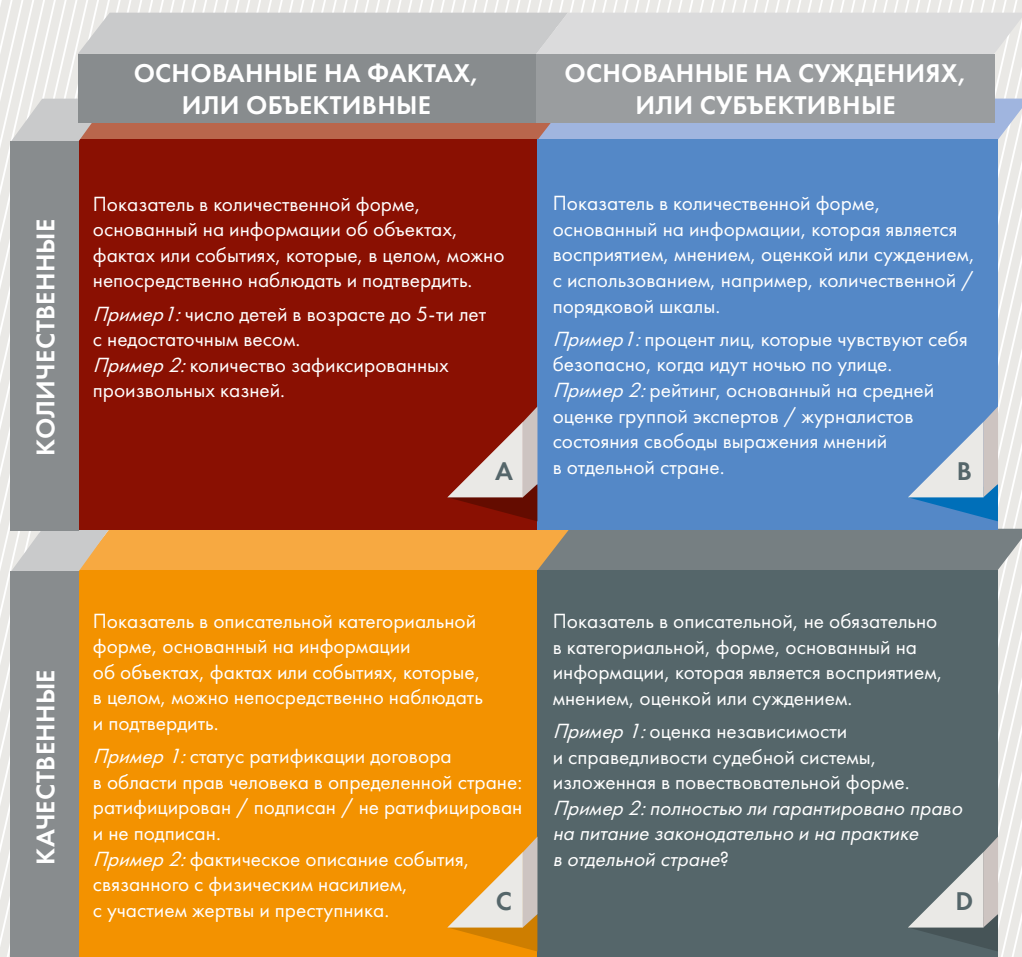 ОСНОВАННЫЕ НА ФАКТАХ,
ИЛИ ОБЪЕКТИВНЫЕ
ОСНОВАННЫЕ НА СУЖДЕНИЯХ,
ИЛИ СУБЪЕКТИВНЫЕ
КОЛИЧЕСТВЕННЫЕ
Показатель в количественной форме,
основанный на информации об объектах,
фактах или событиях, которые, в целом, можно
непосредственно наблюдать и подтвердить.
Пример 1: число детей в возрасте до 5-ти лет
с недостаточным весом.
Пример 2: количество зафиксированных
произвольных казней.
A
Показатель в количественной форме,
основанный на информации, которая является
восприятием, мнением, оценкой или суждением,
с использованием, например, количественной /
порядковой шкалы.
Пример 1: процент лиц, которые чувствуют себя
безопасно, когда идут ночью по улице.
Пример 2: рейтинг, основанный на средней
оценке группой экспертов / журналистов
состояния свободы выражения мнений
в отдельной стране.
B
КАЧЕСТВЕННЫЕ
Показатель в описательной категориальной
форме, основанный на информации
об объектах, фактах или событиях, которые,
в целом, можно непосредственно наблюдать
и подтвердить.
Пример 1: статус ратификации договора
в области прав человека в определенной стране:
ратифицирован / подписан / не ратифицирован
и не подписан.
Пример 2: фактическое описание события,
связанного с физическим насилием,
с участием жертвы и преступника.
C
Показатель в описательной, не обязательно
в категориальной, форме, основанный на
информации, которая является восприятием,
мнением, оценкой или суждением.
Пример 1: оценка независимости
и справедливости судебной системы,
изложенная в повествовательной форме.
Пример 2: полностью ли гарантировано право
на питание законодательно и на практике
в отдельной стране?
D